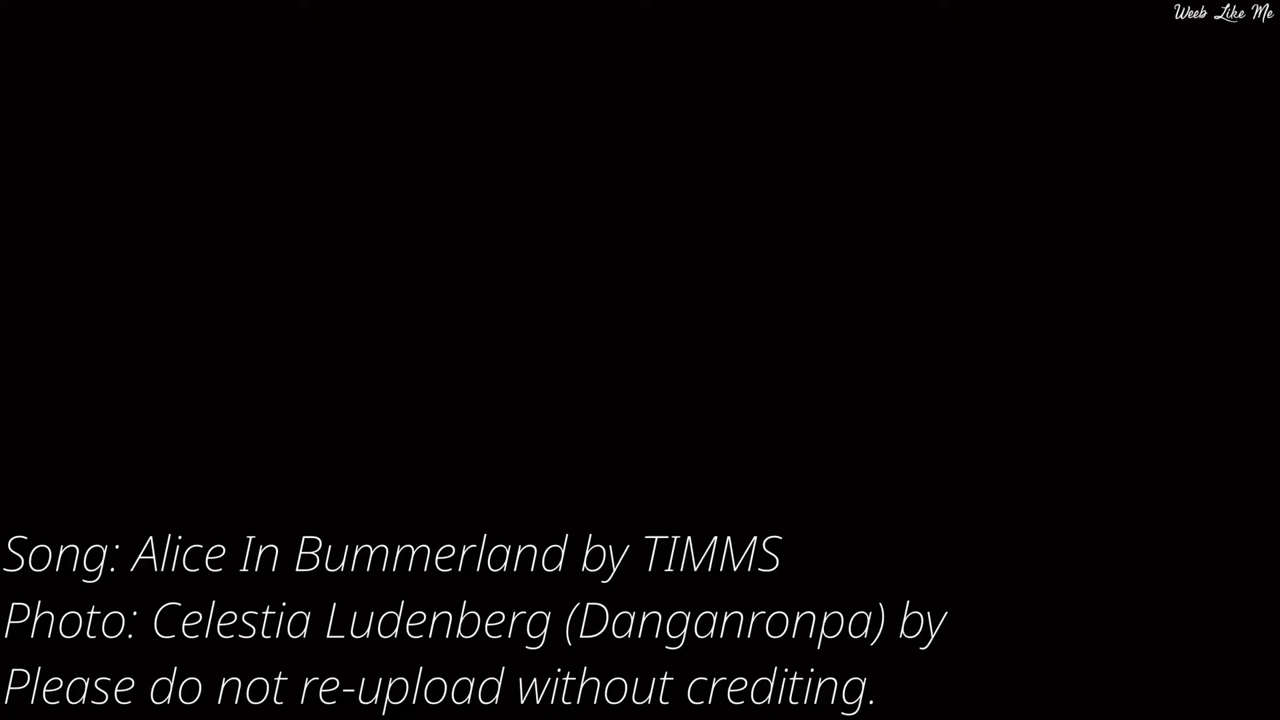 Weeb Like Me
Song: Alice In Bummerland by TIMMS
Photo: Celestia Ludenberg (Danganronpa) by
Please do not re-upload without crediting.